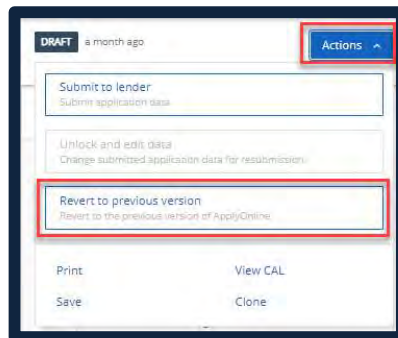 DRAFT a month ago
Actions
Submit to lender
Submit application data
Unlock and edit data
Change submitted application data for resubmission.
Revert to previous version
Revert to the previous version of ApplyOnline
Print View CAL
Save Clone